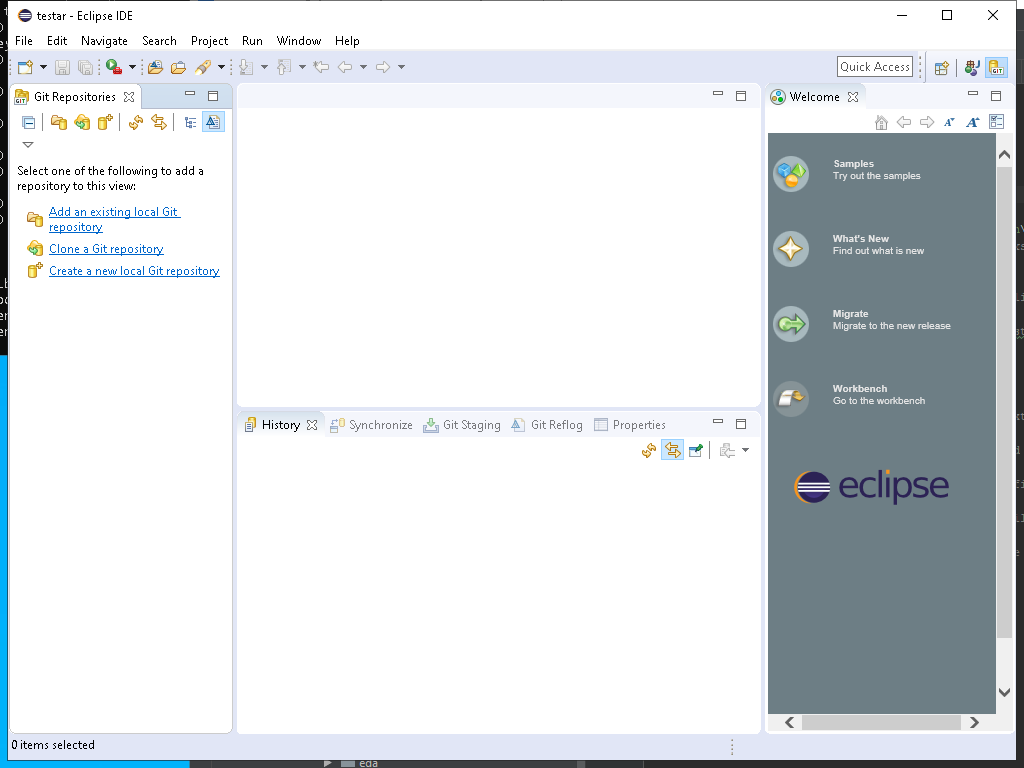 testar - Eclipse IDE
File Edit Navigate Search Project Run Window Help
Quick Access
GIT
GIT
Git Repositories
Select one of the following to add a
repository to this view:
Add an existing local Git
repository
Clone a Git repository
Create a new local Git repository
History
Synchronize
Git Staging
Git Reflog
Properties
Welcome
Samples
Try out the samples
What's New
Find out what is new
Migrate
Migrate to the new release
Workbench
Go to the workbench
eclipse
0 items selected
eda